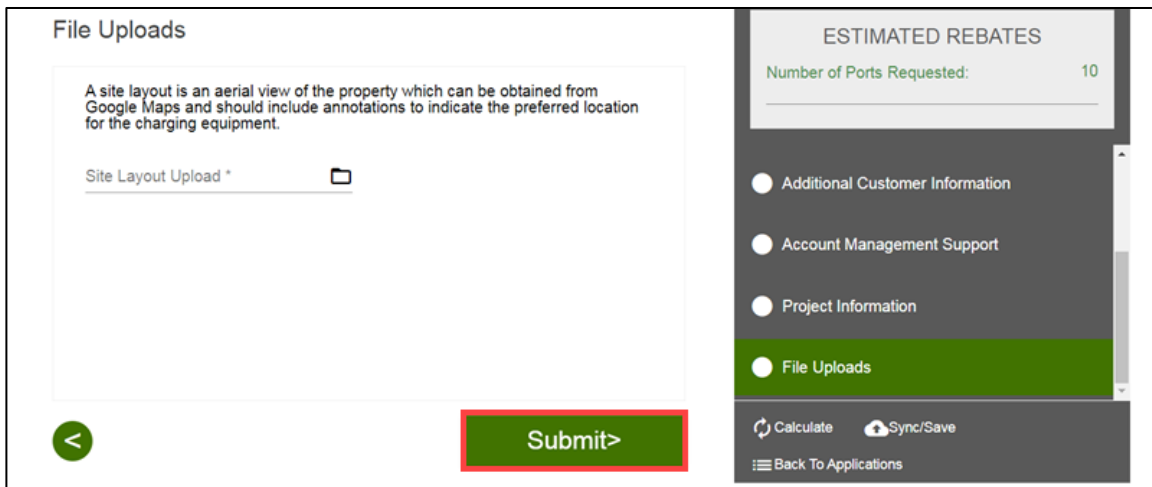 File Uploads
A site layout is an aerial view of the property which can be obtained from
Google Maps and should include annotations to indicate the preferred location
for the charging equipment.
Site Layout Upload *
<
Submit>
ESTIMATED REBATES
Number of Ports Requested: 10
Additional Customer Information
Account Management Support
Project Information
File Uploads
Calculate Sync/Save
Back To Applications